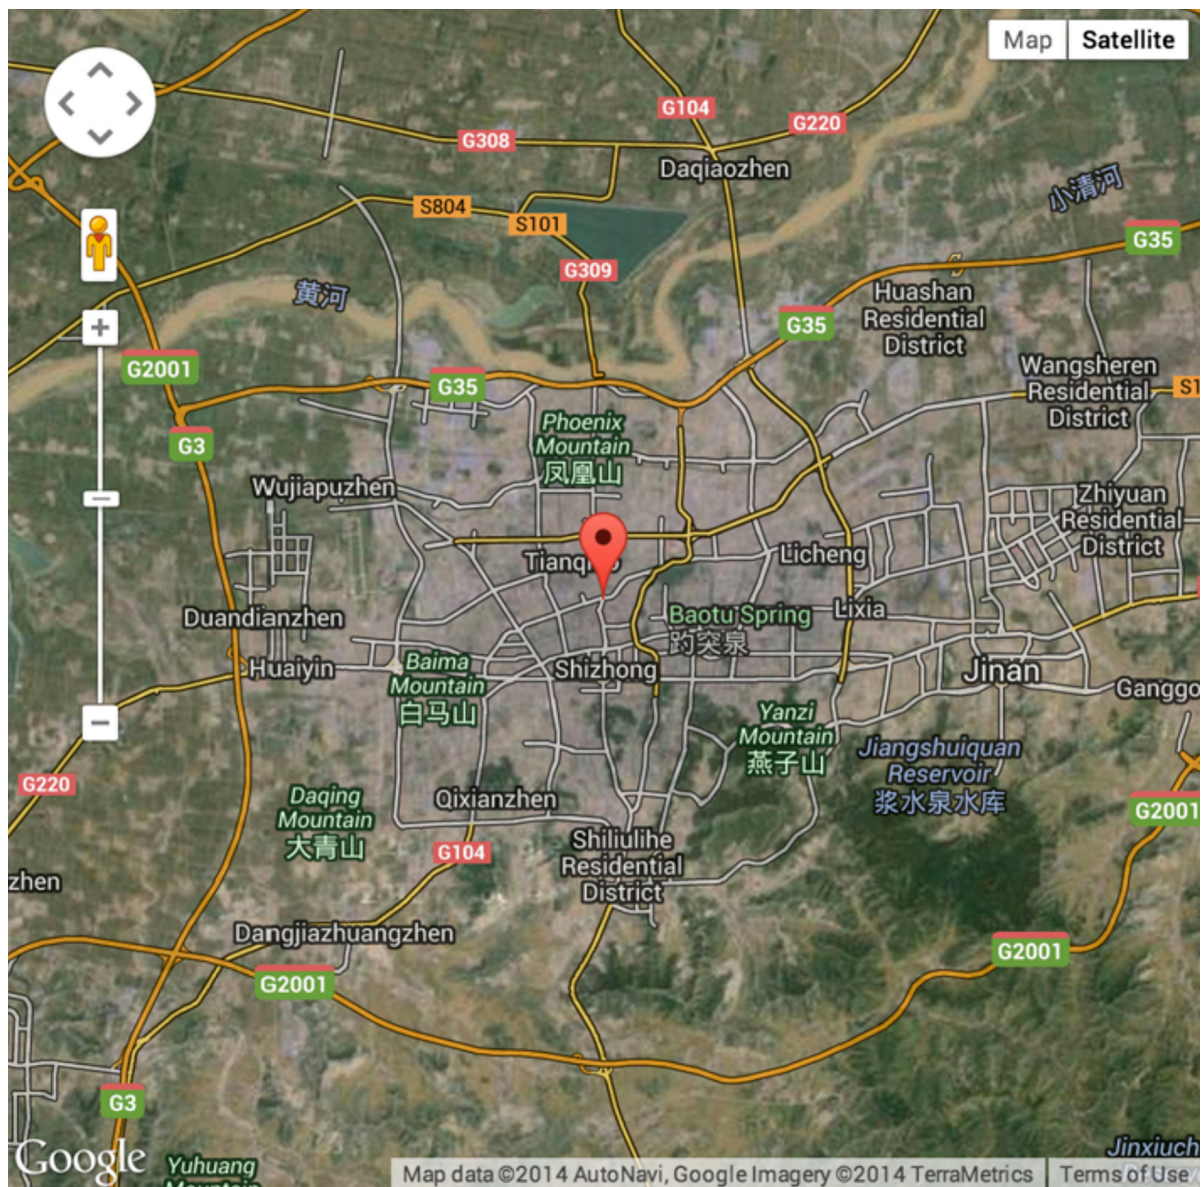 Map
Satellite
G104
G220
G308
Daqiaozhen
小清河
S804
S101
G35
G309
黄河
Huashan
Residential
District
G35
G2001
Wangsheren
Residential
District
G35
S1
Phoenix
Mountain
凤凰山
G3
Wujiapuzhen
Zhiyuan
Residential
District
Licheng
Duandianzhen
Baotu Spring
趵突泉
Lixia
Huaiyin
Baima
Mountain
白马山
Shizhong
Jinan
Ganggo
Yanzi
Mountain
燕子山
Jiangshuiquan
Reservoir
浆水泉水库
G220
Daqing
Mountain
大青山
Qixianzhen
G2001
Shiliulihe
Residential
District
G104
zhen
Dangjiazhuangzhen
G2001
G2001
G3
Google
Yuhuang
Mountain
Jinxiuch
Map data ©2014 AutoNavi, Google Imagery ©2014 TerraMetrics
Terms of Use